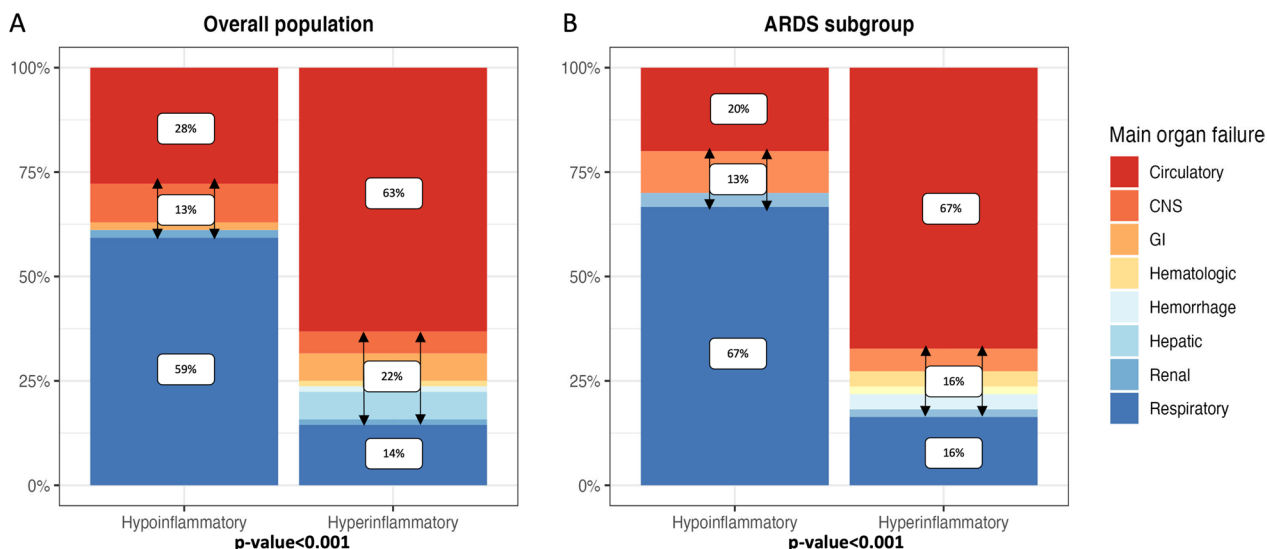 A
Overall population
100%
75%
50%
25%
0%
28%
13%
59%
63%
22%
14%
Hypoinflammatory
Hyperinflammatory
p-value<0.001
B
ARDS subgroup
100%
75%
50%
25%
0%
20%
13%
67%
67%
16%
16%
Hypoinflammatory
Hyperinflammatory
p-value<0.001
Main organ failure
Circulatory
CNS
GI
Hematologic
Hemorrhage
Hepatic
Renal
Respiratory